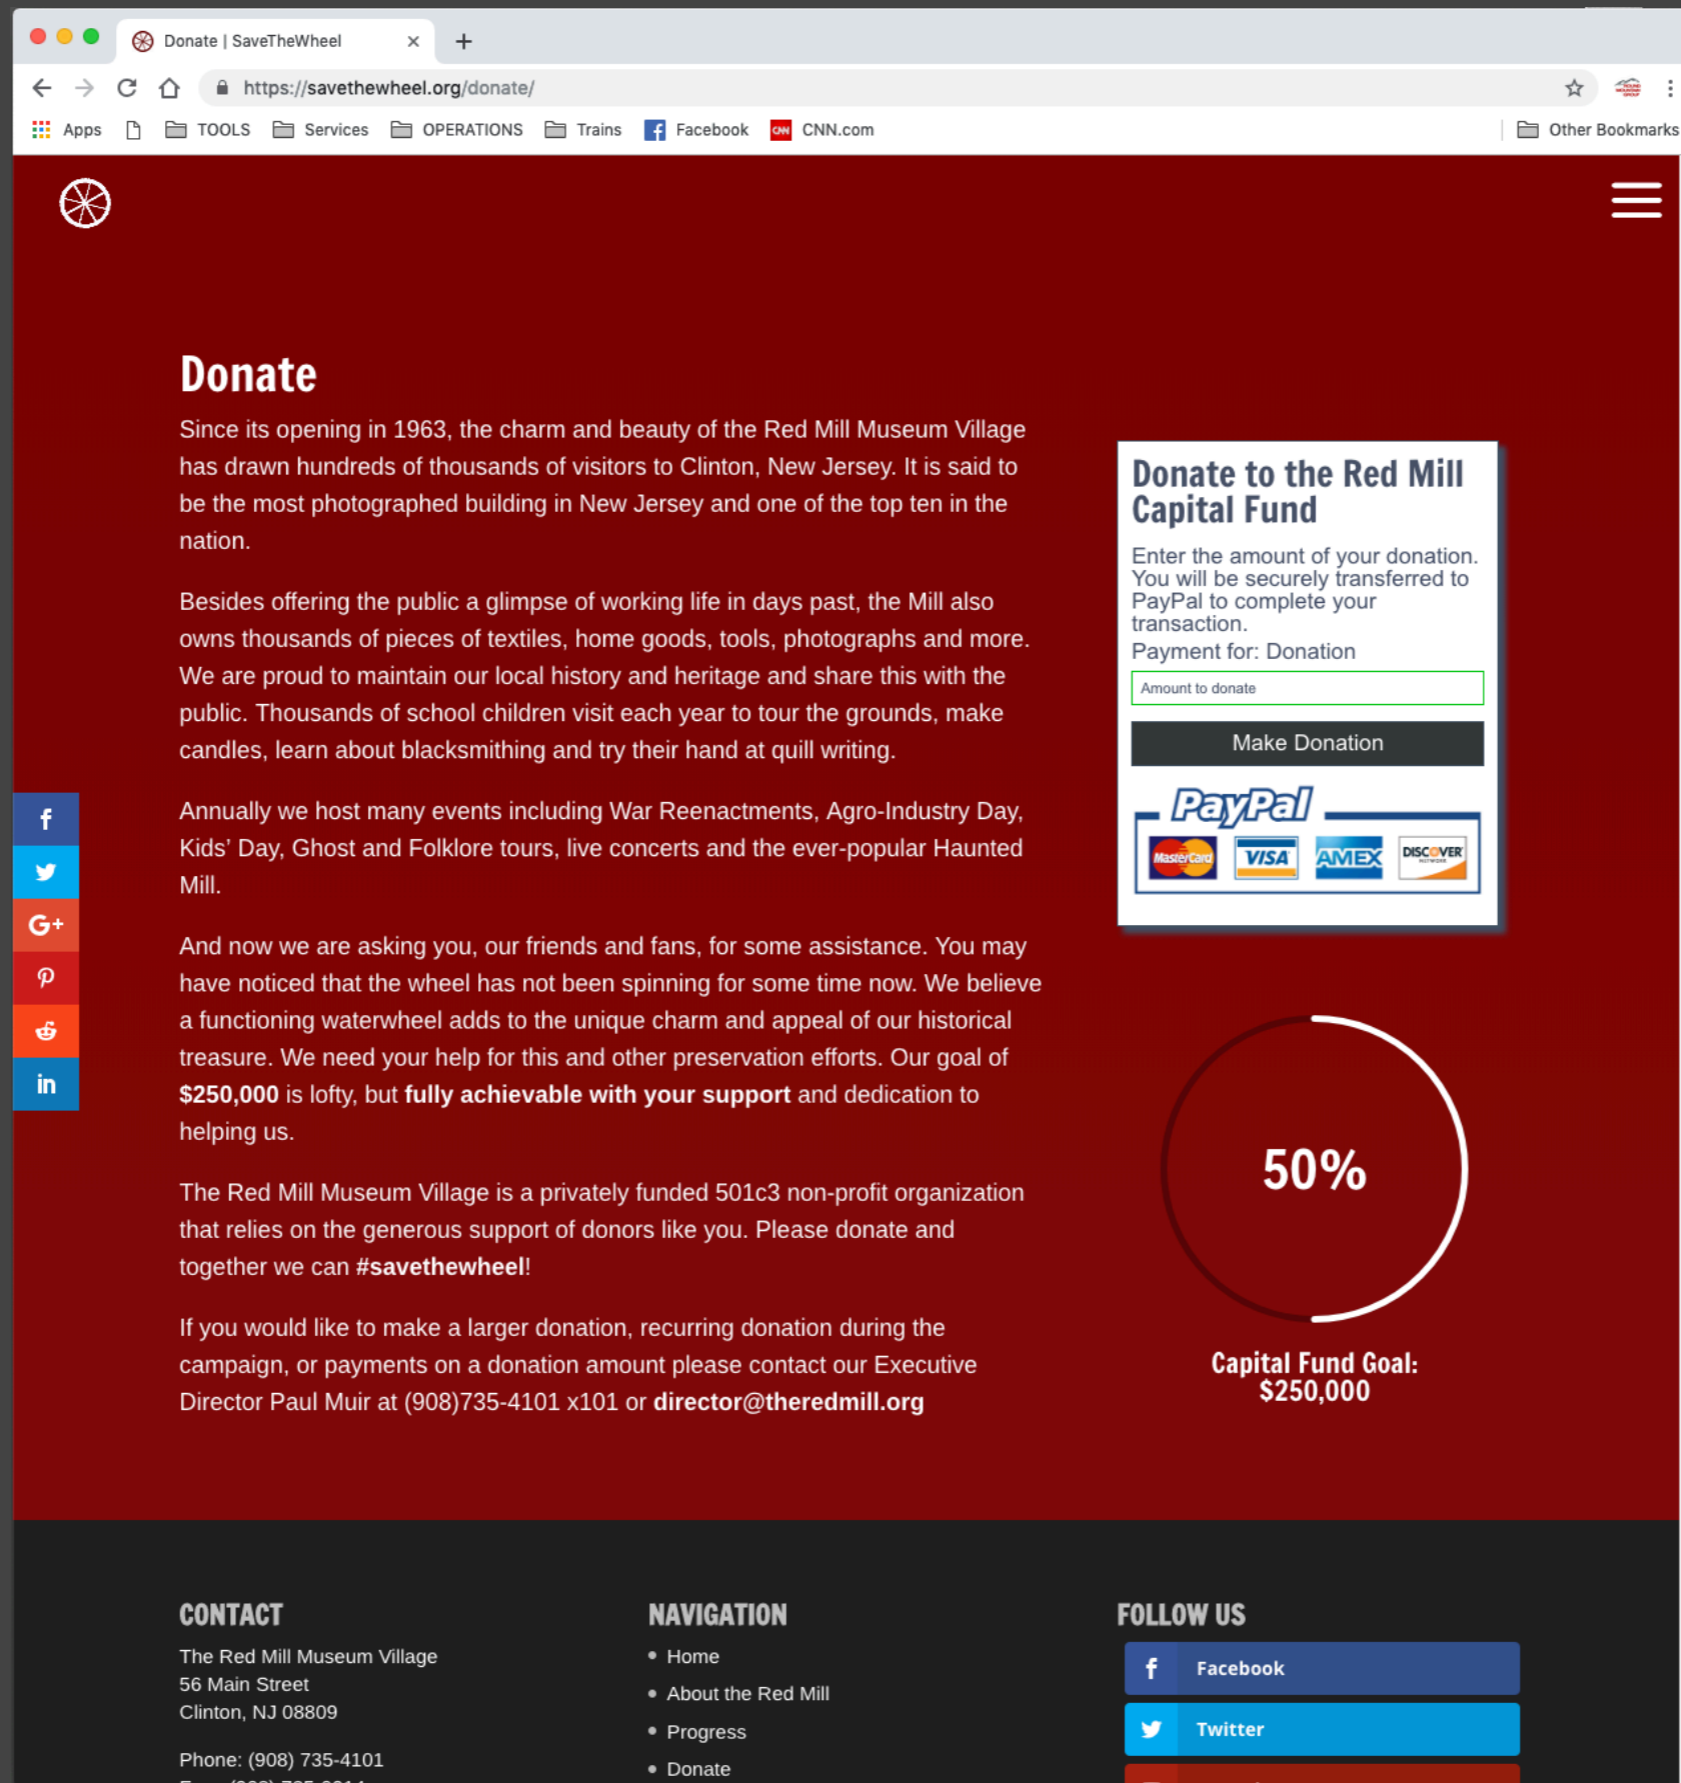 Donate | SaveTheWheel
https://savethewheel.org/donate/
Apps TOOLS Services OPERATIONS Trains Facebook CNN CNN.com Other Bookmarks
Donate
Since its opening in 1963, the charm and beauty of the Red Mill Museum Village
has drawn hundreds of thousands of visitors to Clinton, New Jersey. It is said to
be the most photographed building in New Jersey and one of the top ten in the
nation.
Besides offering the public a glimpse of working life in days past, the Mill also
owns thousands of pieces of textiles, home goods, tools, photographs and more.
We are proud to maintain our local history and heritage and share this with the
public. Thousands of school children visit each year to tour the grounds, make
candles, learn about blacksmithing and try their hand at quill writing.
Annually we host many events including War Reenactments, Agro-Industry Day,
Kids’ Day, Ghost and Folklore tours, live concerts and the ever-popular Haunted
Mill.
And now we are asking you, our friends and fans, for some assistance. You may
have noticed that the wheel has not been spinning for some time now. We believe
a functioning waterwheel adds to the unique charm and appeal of our historical
treasure. We need your help for this and other preservation efforts. Our goal of
$250,000 is lofty, but fully achievable with your support and dedication to
helping us.
The Red Mill Museum Village is a privately funded 501c3 non-profit organization
that relies on the generous support of donors like you. Please donate and
together we can #savethewheel!
If you would like to make a larger donation, recurring donation during the
campaign, or payments on a donation amount please contact our Executive
Director Paul Muir at (908)735-4101 x101 or director@theredmill.org
Donate to the Red Mill
Capital Fund
Enter the amount of your donation.
You will be securely transferred to
PayPal to complete your
transaction.
Payment for: Donation
Amount to donate
Make Donation
PayPal
MasterCard VISA AMEX DISCOVER NETWORK
50%
Capital Fund Goal:
$250,000
G+
in
CONTACT
The Red Mill Museum Village
56 Main Street
Clinton, NJ 08809
Phone: (908) 735-4101
NAVIGATION
Home
About the Red Mill
Progress
Donate
FOLLOW US
Facebook
Twitter